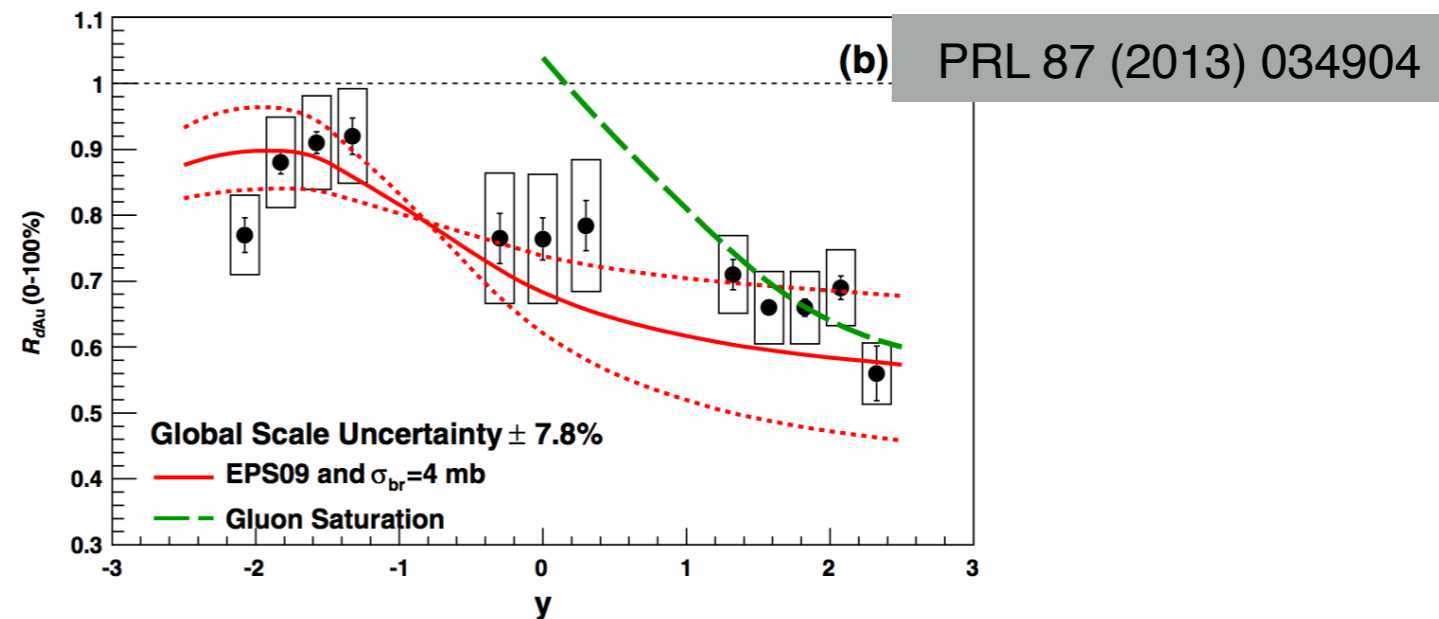 1.1
(b)
PRL 87 (2013) 034904
1
0.9
0.8
0.7
0.6
0.5
0.4
0.3
R_dAu (0-100%)
Global Scale Uncertainty ± 7.8%
EPS09 and σ_br=4 mb
Gluon Saturation
-3 -2 -1 0 1 2 3
y